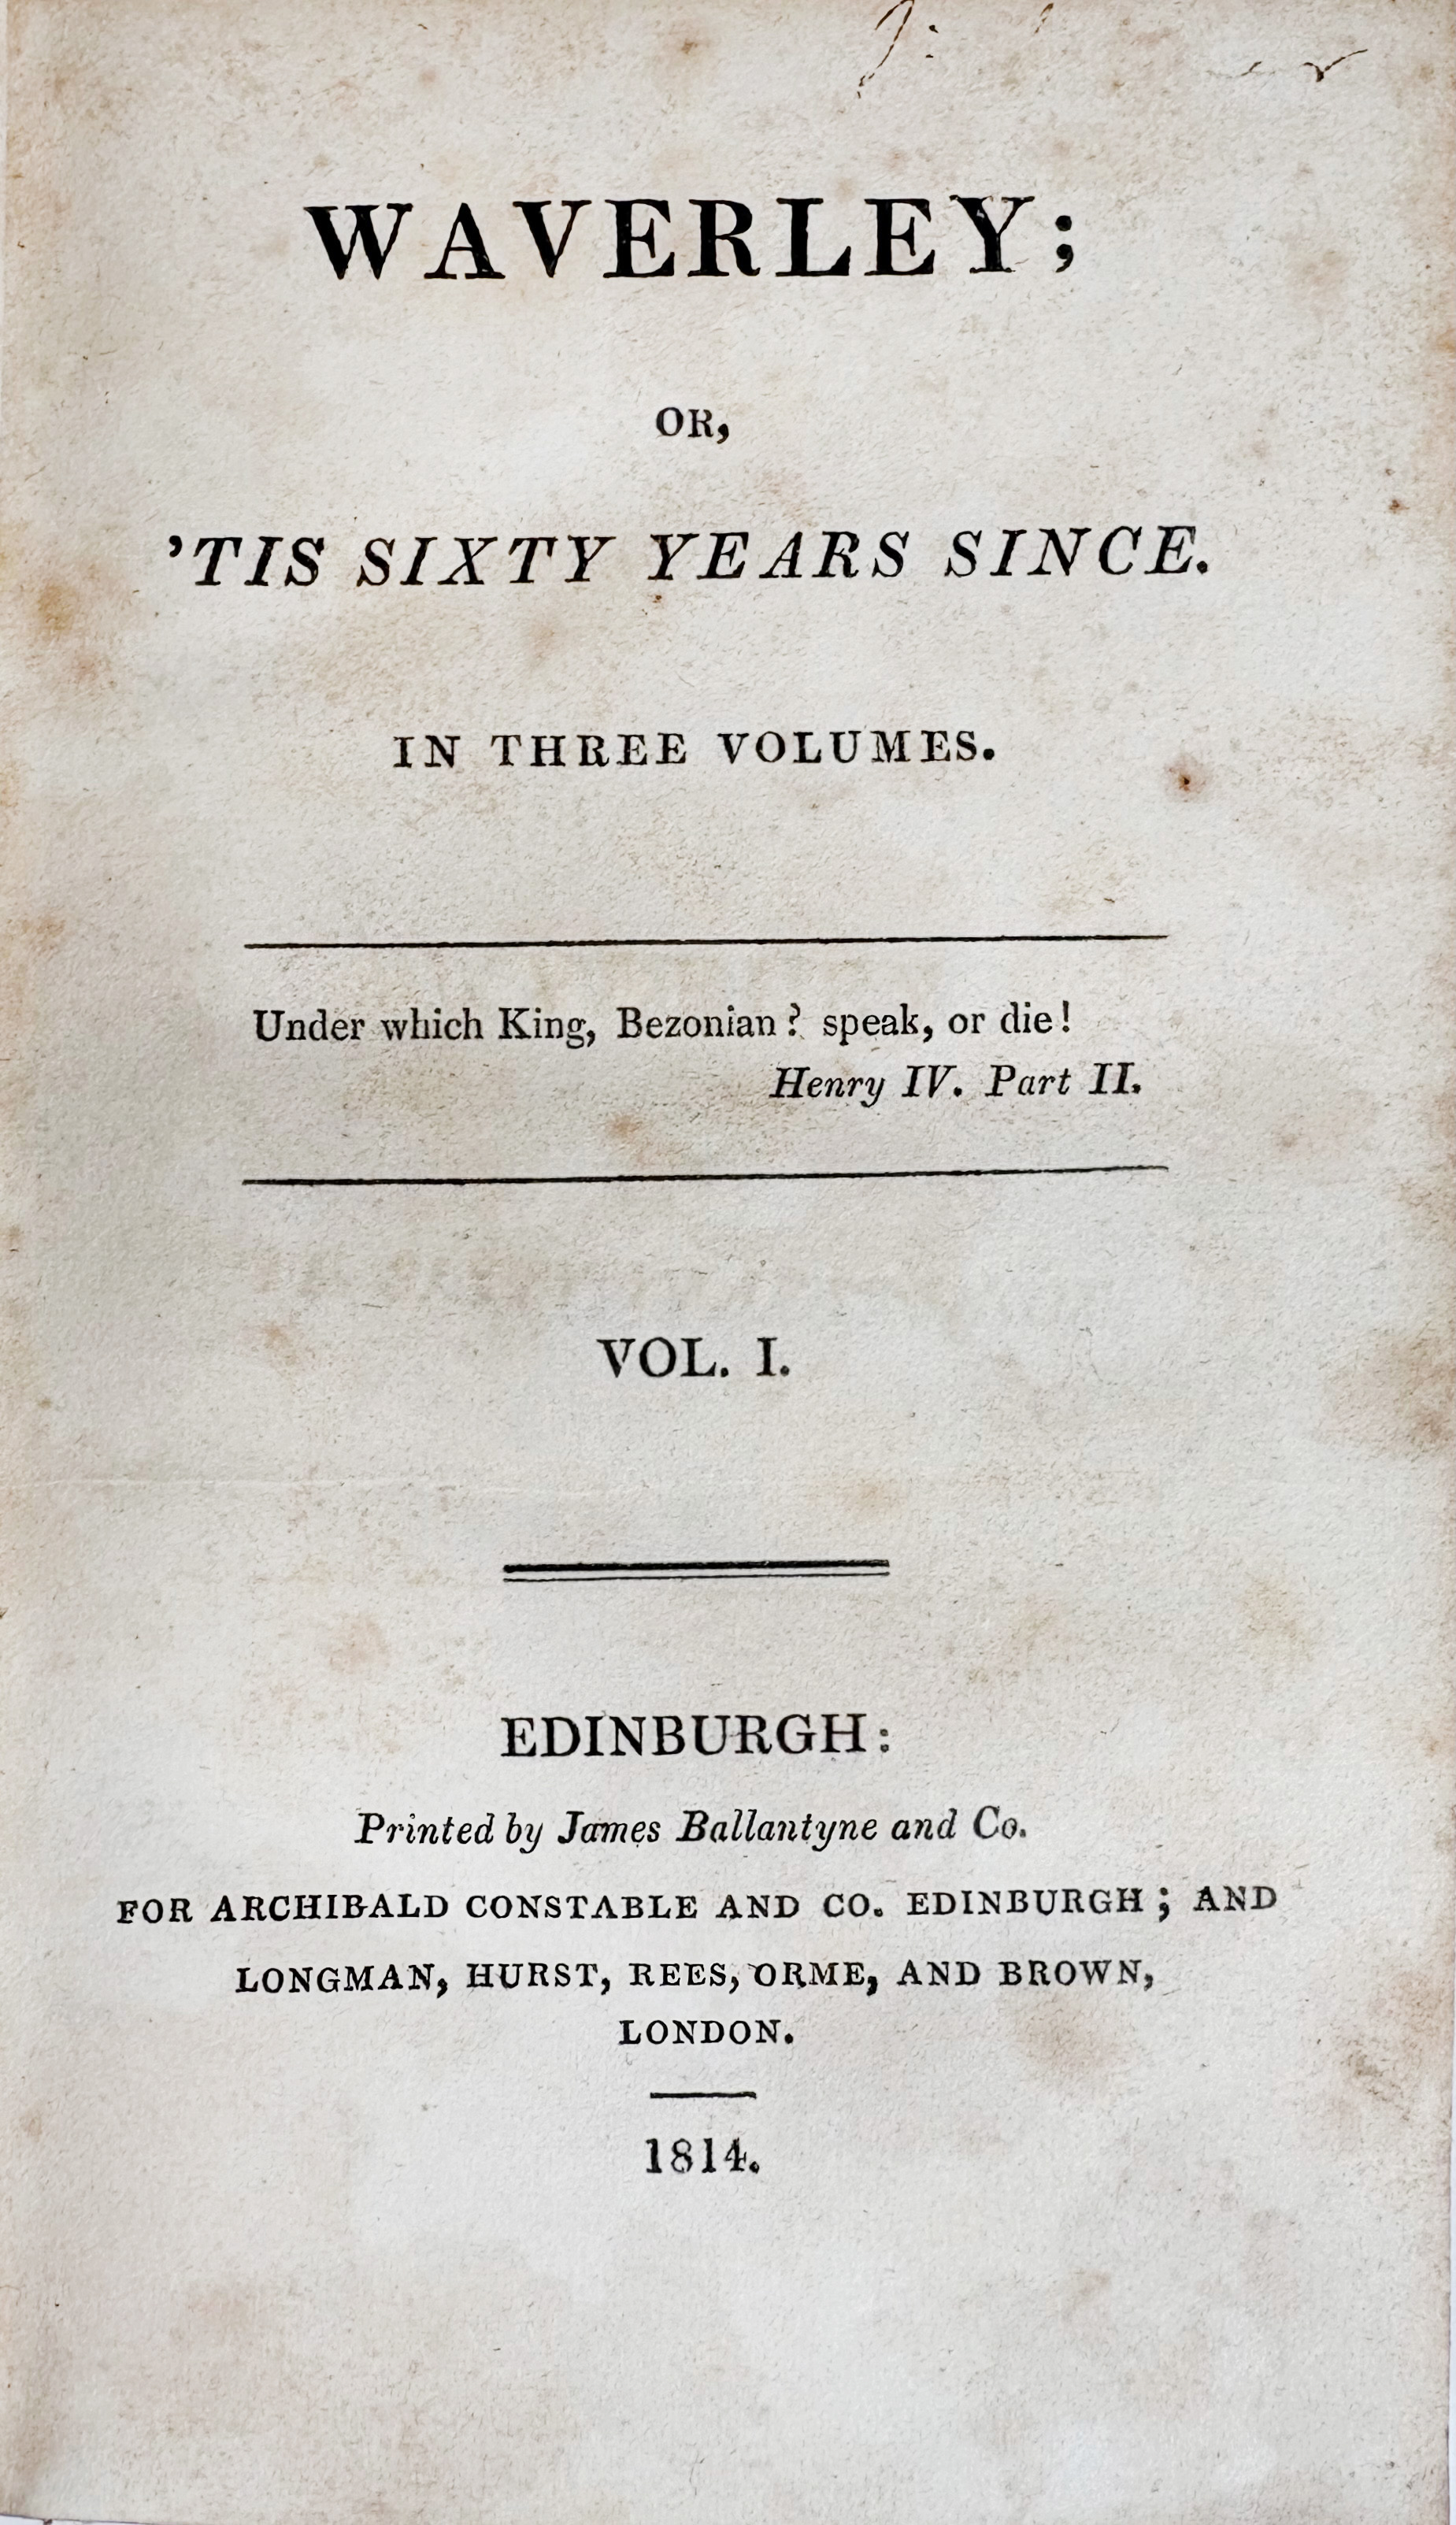 WAVERLEY;
OR,
'TIS SIXTY YEARS SINCE.
IN THREE VOLUMES.
Under which King, Bezonian? speak, or die!
Henry IV. Part II.
VOL. I.
EDINBURGH:
Printed by James Ballantyne and Co.
FOR ARCHIBALD CONSTABLE AND CO. EDINBURGH; AND
LONGMAN, HURST, REES, ORME, AND BROWN,
LONDON.
1814.